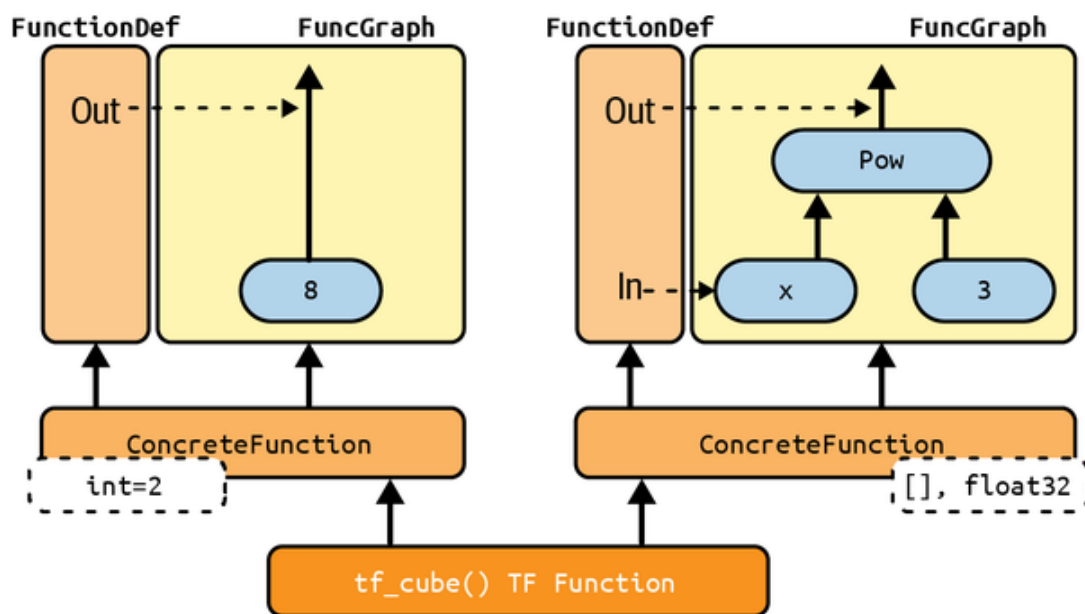 FunctionDef
FuncGraph
FunctionDef
FuncGraph
Out
Out
Pow
In
8
x
3
ConcreteFunction
ConcreteFunction
int=2
[], float32
tf_cube() TF Function